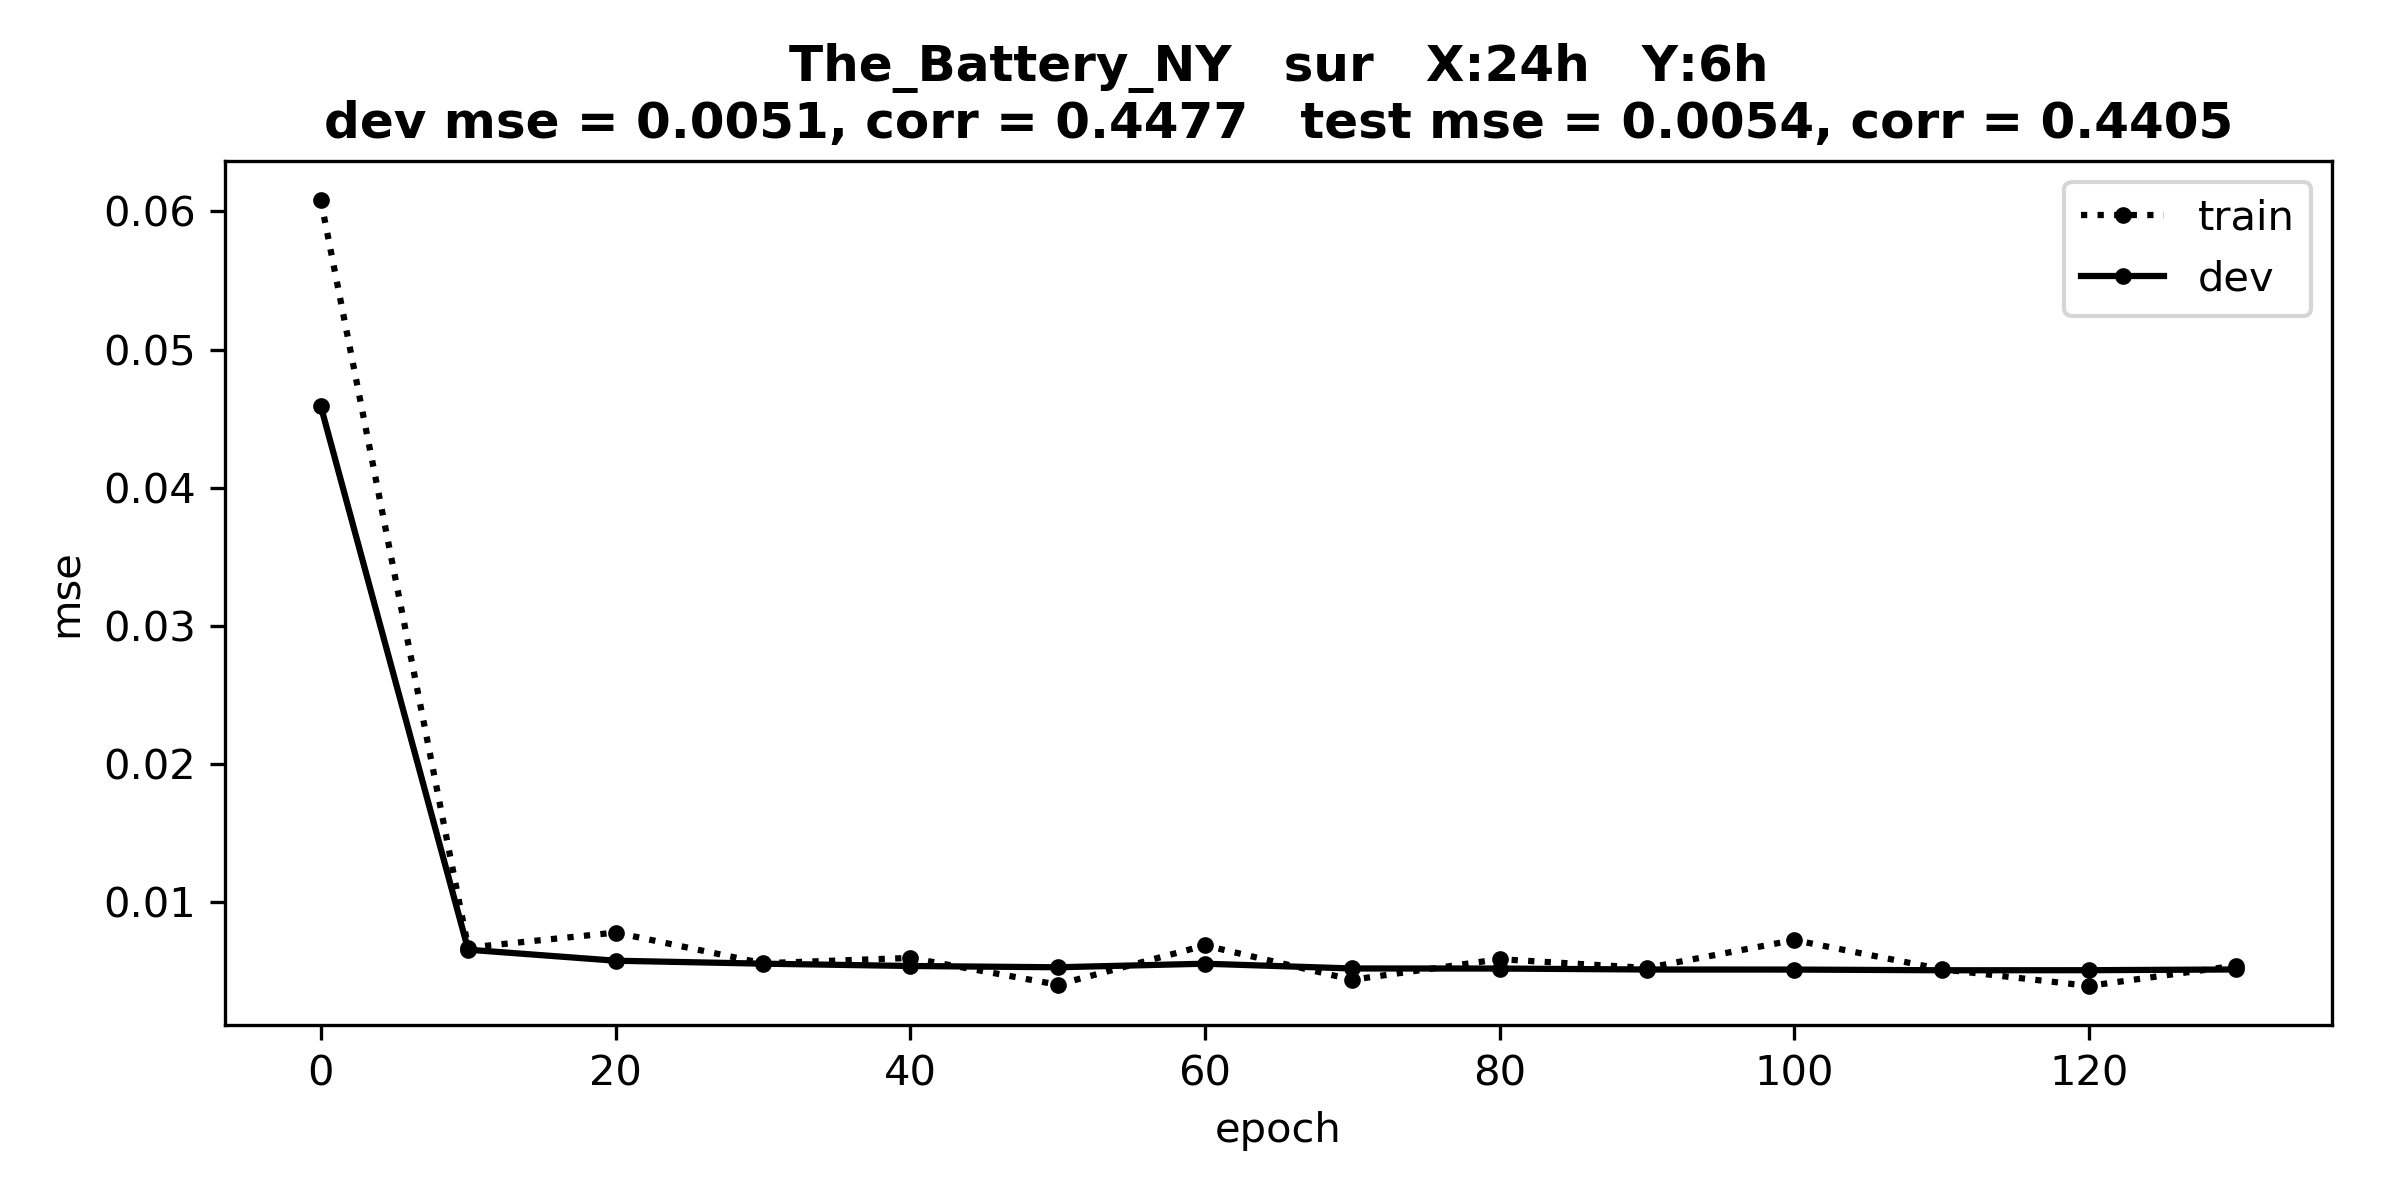 The_Battery_NY   sur   X:24h   Y:6h
dev mse = 0.0051, corr = 0.4477   test mse = 0.0054, corr = 0.4405
train
dev
mse
0.06
0.05
0.04
0.03
0.02
0.01
0 20 40 60 80 100 120
epoch